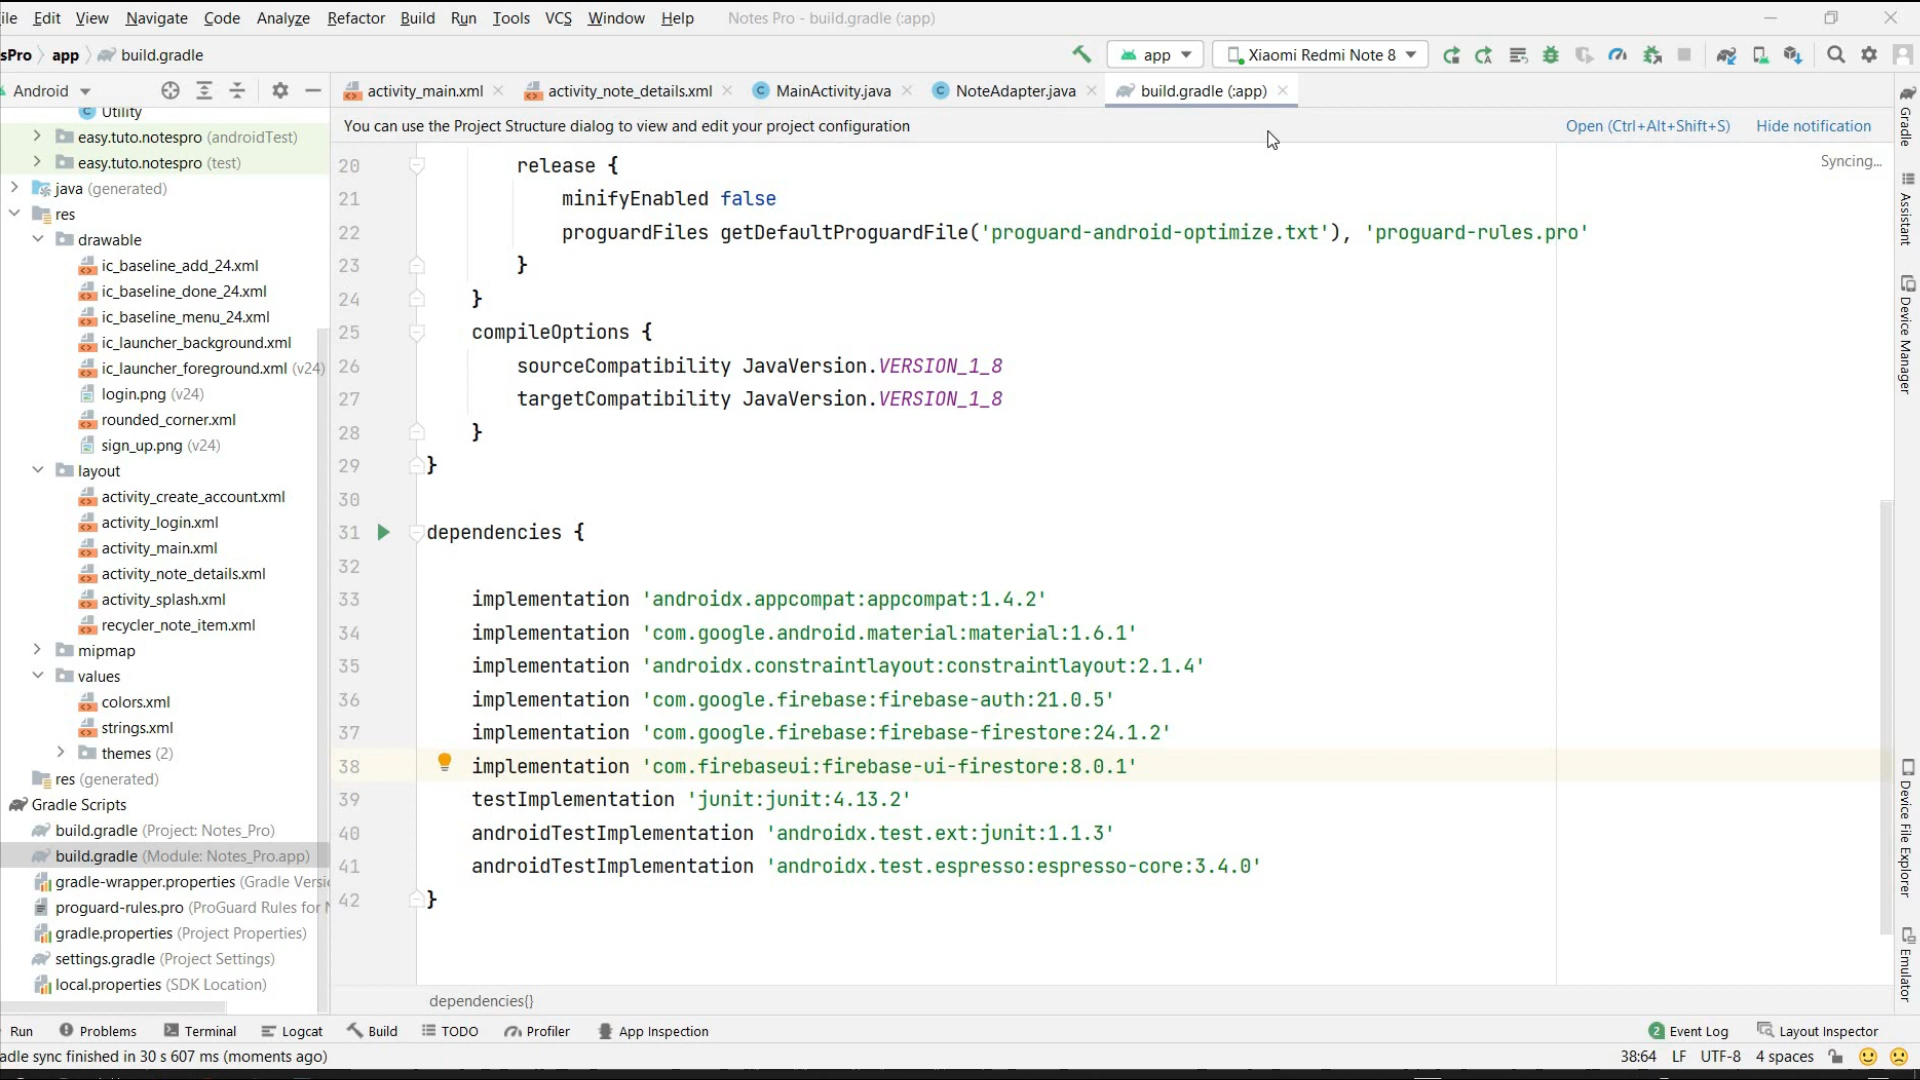 ile Edit View Navigate Code Analyze Refactor Build Run Tools VCS Window Help Notes Pro - build.gradle (:app)
sPro app build.gradle
app
Xiaomi Redmi Note 8
Android
activity_main.xml
activity_note_details.xml
MainActivity.java
NoteAdapter.java
build.gradle (:app)
You can use the Project Structure dialog to view and edit your project configuration
Open (Ctrl+Alt+Shift+S) Hide notification
Syncing...
Utility
easy.tuto.notespro (androidTest)
easy.tuto.notespro (test)
java (generated)
res
drawable
ic_baseline_add_24.xml
ic_baseline_done_24.xml
ic_baseline_menu_24.xml
ic_launcher_background.xml
ic_launcher_foreground.xml (v24)
login.png (v24)
rounded_corner.xml
sign_up.png (v24)
layout
activity_create_account.xml
activity_login.xml
activity_main.xml
activity_note_details.xml
activity_splash.xml
recycler_note_item.xml
mipmap
values
colors.xml
strings.xml
themes (2)
res (generated)
Gradle Scripts
build.gradle (Project: Notes_Pro)
build.gradle (Module: Notes_Pro.app)
gradle-wrapper.properties (Gradle Versi
proguard-rules.pro (ProGuard Rules for N
gradle.properties (Project Properties)
settings.gradle (Project Settings)
local.properties (SDK Location)
20 release {
21 minifyEnabled false
22 proguardFiles getDefaultProguardFile('proguard-android-optimize.txt'), 'proguard-rules.pro'
23 }
24 }
25 compileOptions {
26 sourceCompatibility JavaVersion.VERSION_1_8
27 targetCompatibility JavaVersion.VERSION_1_8
28 }
29 }
30
31 dependencies {
32
33 implementation 'androidx.appcompat:appcompat:1.4.2'
34 implementation 'com.google.android.material:material:1.6.1'
35 implementation 'androidx.constraintlayout:constraintlayout:2.1.4'
36 implementation 'com.google.firebase:firebase-auth:21.0.5'
37 implementation 'com.google.firebase:firebase-firestore:24.1.2'
38 implementation 'com.firebaseui:firebase-ui-firestore:8.0.1'
39 testImplementation 'junit:junit:4.13.2'
40 androidTestImplementation 'androidx.test.ext:junit:1.1.3'
41 androidTestImplementation 'androidx.test.espresso:espresso-core:3.4.0'
42 }
dependencies{}
Gradle
Assistant
Device Manager
Device File Explorer
Emulator
Run Problems Terminal Logcat Build TODO Profiler App Inspection
2 Event Log Layout Inspector
adle sync finished in 30 s 607 ms (moments ago)
38:64 LF UTF-8 4 spaces